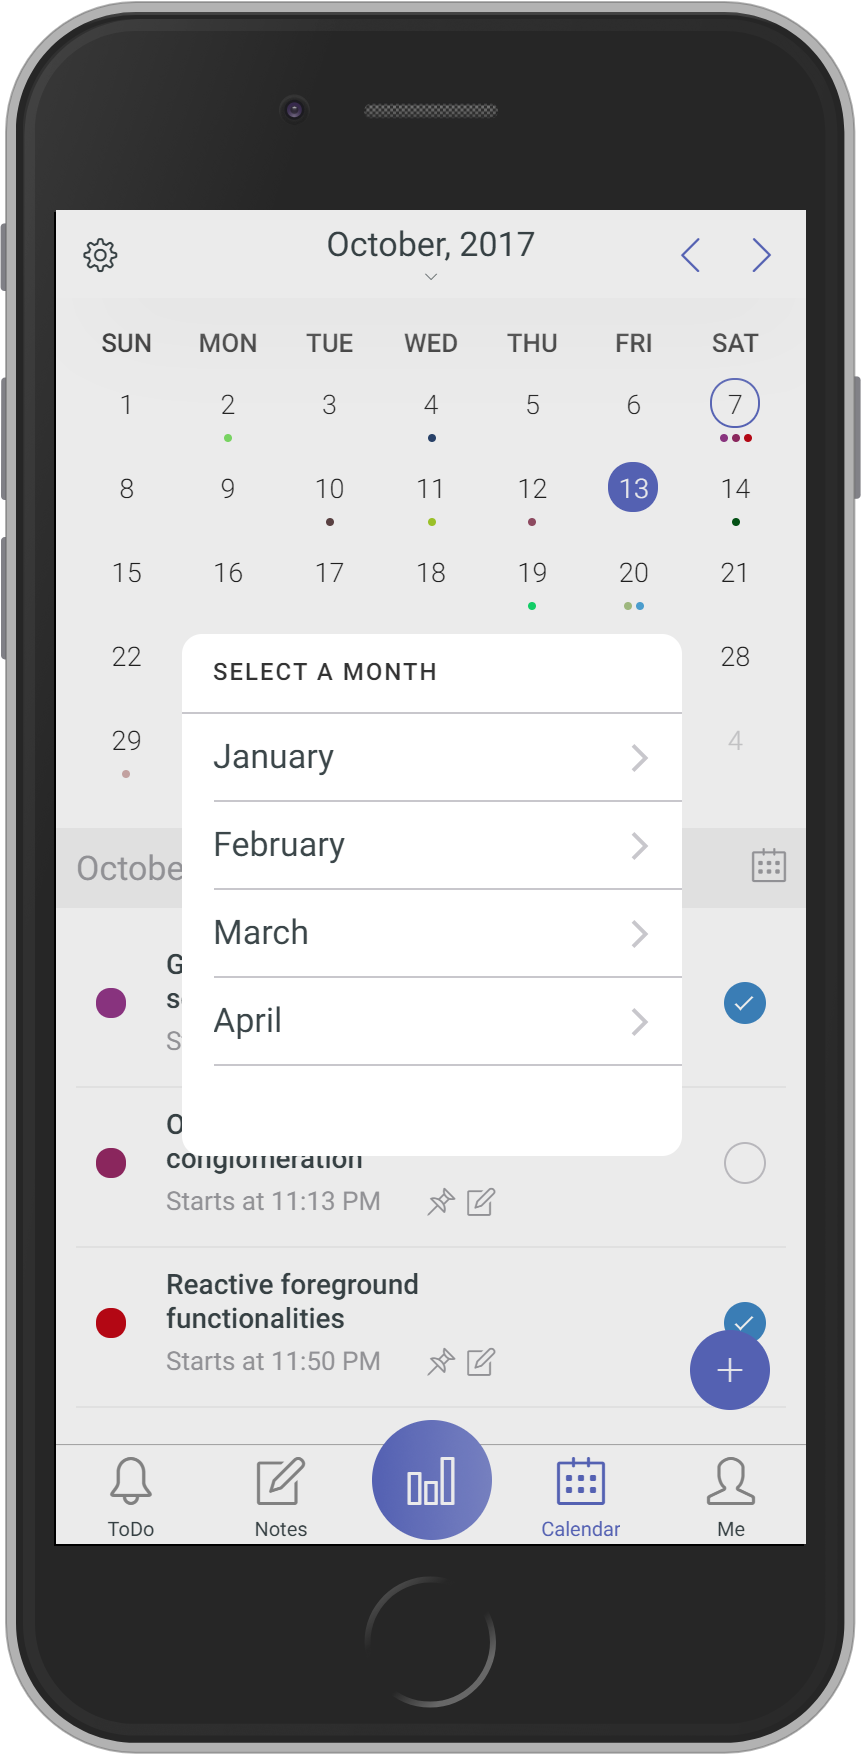 October, 2017
SUN MON TUE WED THU FRI SAT
1 2 3 4 5 6 7
8 9 10 11 12 13 14
15 16 17 18 19 20 21
22 28
29 4
SELECT A MONTH
January
February
March
April
Octobe
conglomeration
Starts at 11:13 PM
Reactive foreground
functionalities
Starts at 11:50 PM
ToDo Notes Calendar Me